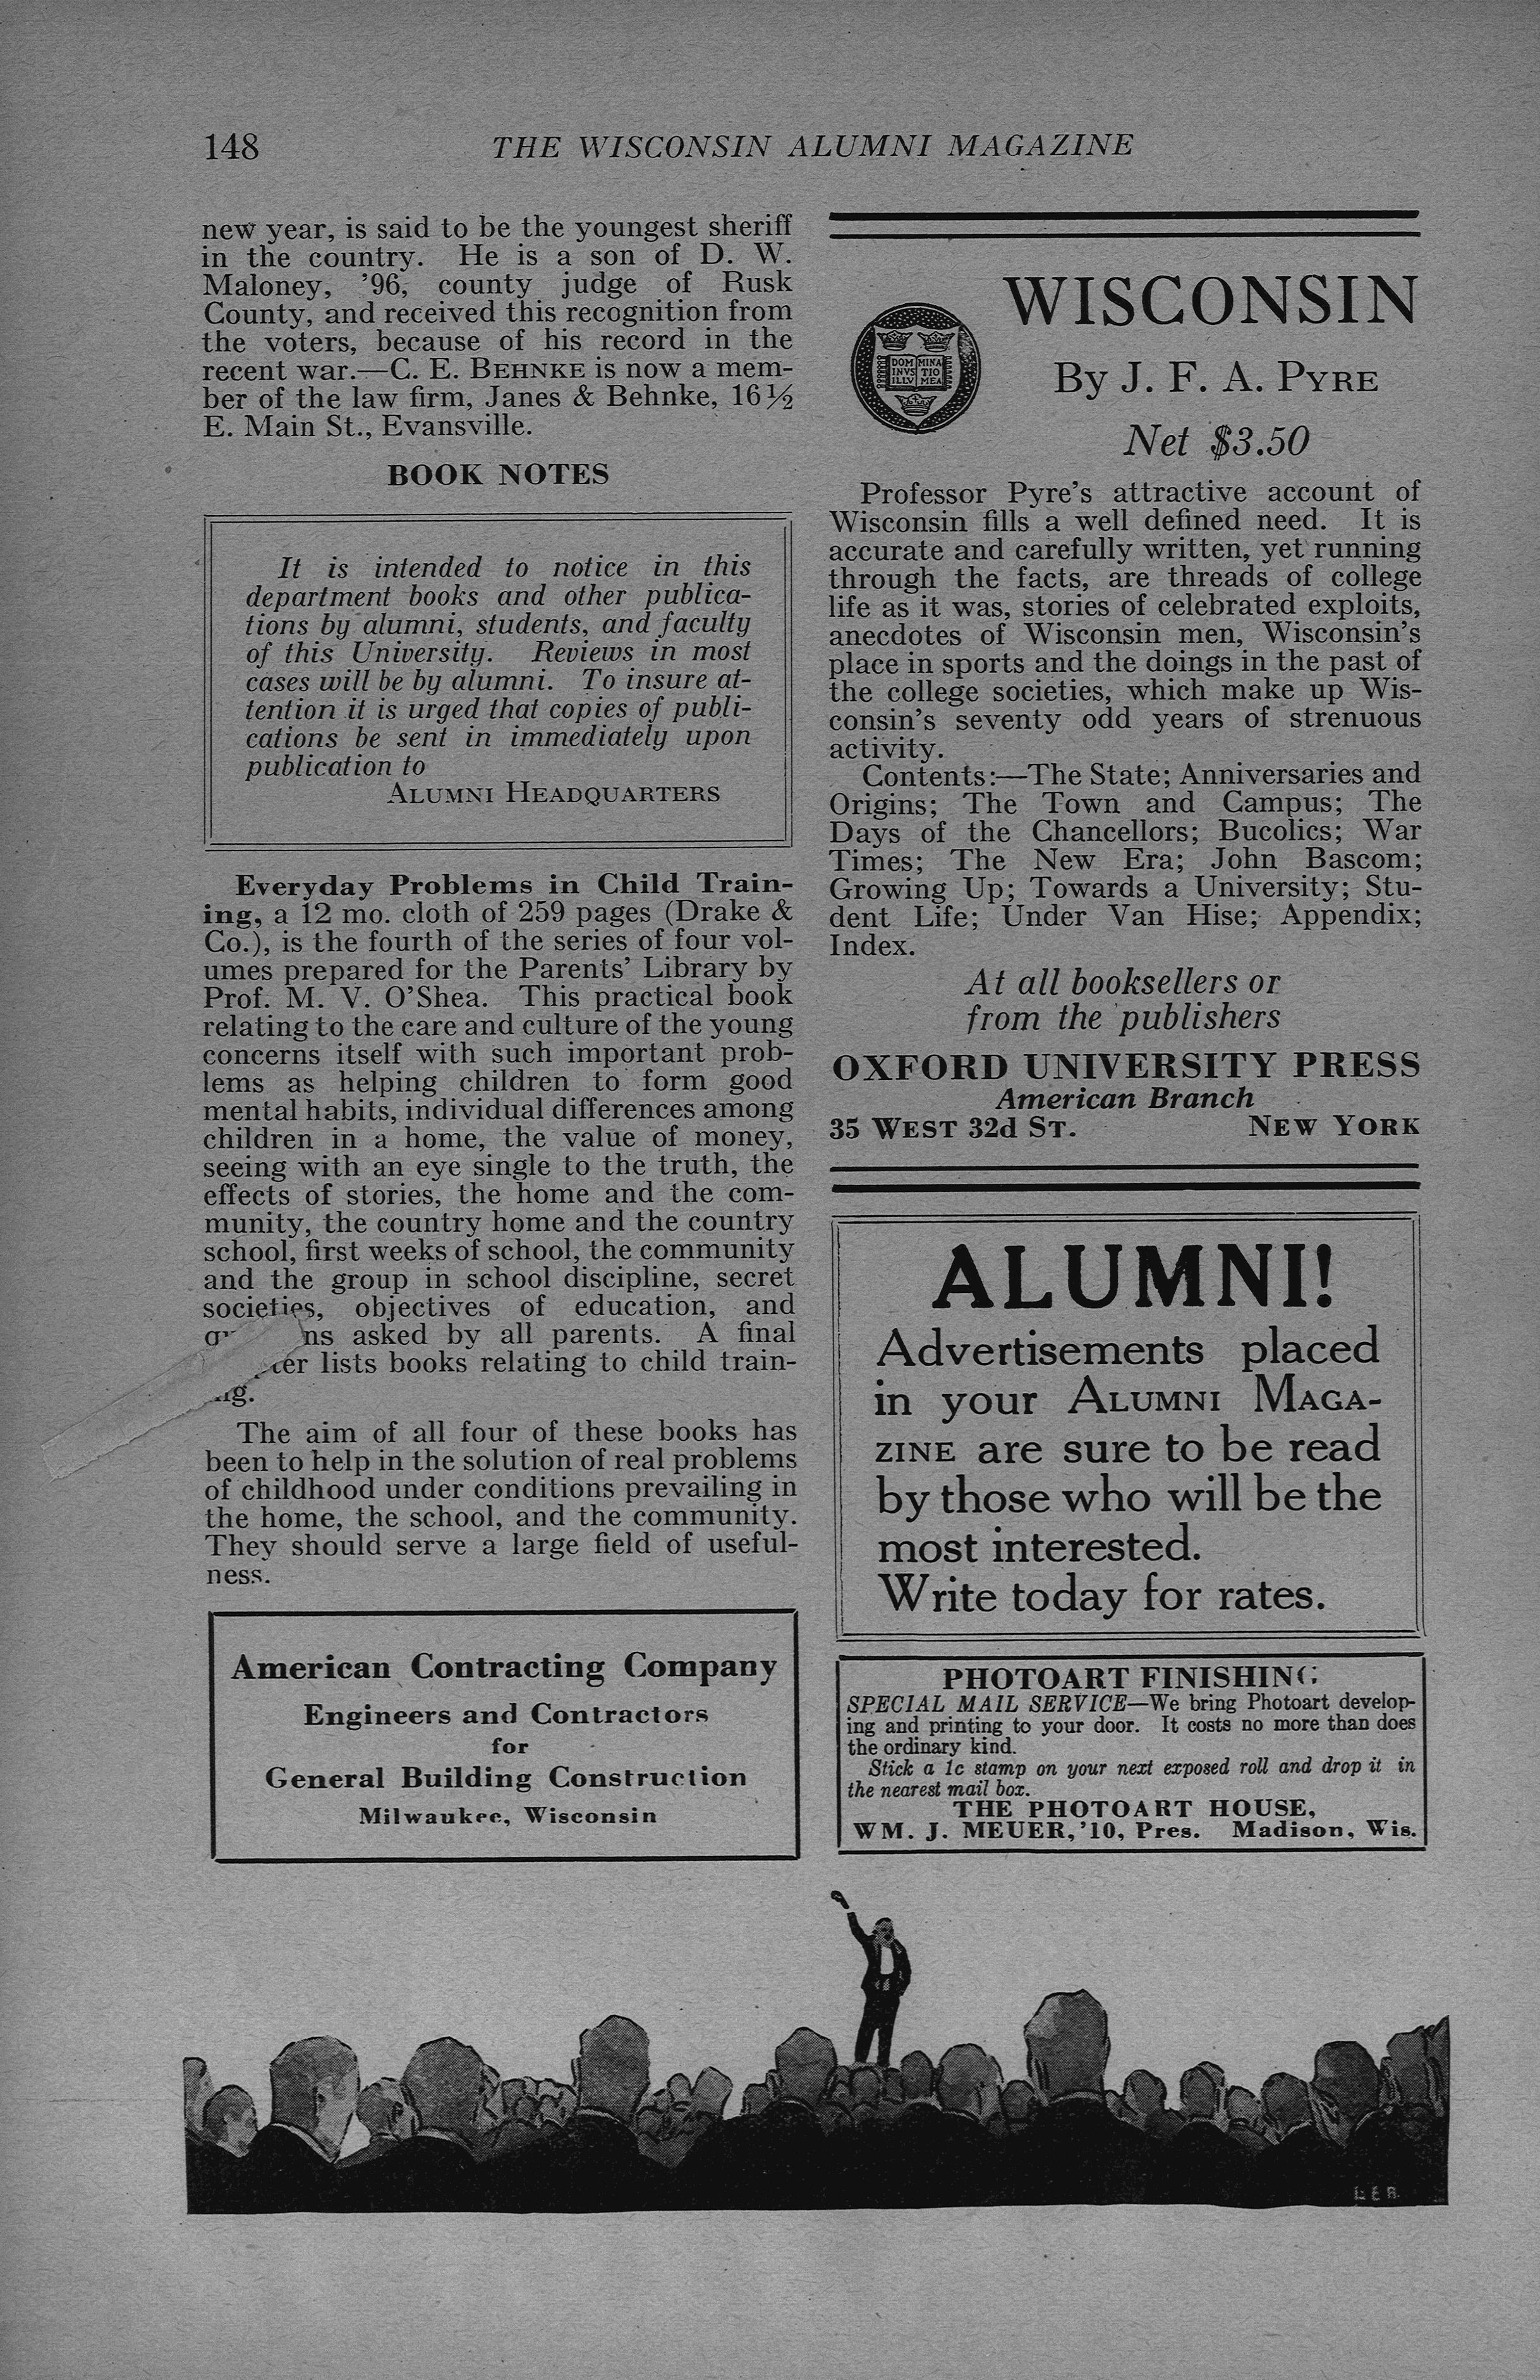 148
THE WISCONSIN ALUMNI MAGAZINE
new year, is said to be the youngest sheriff
in the country. He is a son of D. W.
Maloney, '96, county judge of Rusk
County, and received this recognition from
the voters, because of his record in the
recent war.—C. E. BEHNKE is now a mem-
ber of the law firm, Janes & Behnke, 16½
E. Main St., Evansville.
BOOK NOTES
It is intended to notice in this
department books and other publica-
tions by alumni, students, and faculty
of this University. Reviews in most
cases will be by alumni. To insure at-
tention it is urged that copies of publi-
cations be sent in immediately upon
publication to
ALUMNI HEADQUARTERS
Everyday Problems in Child Train-
ing, a 12 mo. cloth of 259 pages (Drake &
Co.), is the fourth of the series of four vol-
umes prepared for the Parents' Library by
Prof. M. V. O'Shea. This practical book
relating to the care and culture of the young
concerns itself with such important prob-
lems as helping children to form good
mental habits, individual differences among
children in a home, the value of money,
seeing with an eye single to the truth, the
effects of stories, the home and the com-
munity, the country home and the country
school, first weeks of school, the community
and the group in school discipline, secret
societies, objectives of education, and
asked by all parents. A final
lists books relating to child train-
The aim of all four of these books has
been to help in the solution of real problems
of childhood under conditions prevailing in
the home, the school, and the community.
They should serve a large field of useful-
ness.
American Contracting Company
Engineers and Contractors
for
General Building Construction
Milwaukee, Wisconsin
WISCONSIN
DOM MINA
INVS TIO
ILLV MEA
By J. F. A. PYRE
Net $3.50
Professor Pyre's attractive account of
Wisconsin fills a well defined need. It is
accurate and carefully written, yet running
through the facts, are threads of college
life as it was, stories of celebrated exploits,
anecdotes of Wisconsin men, Wisconsin's
place in sports and the doings in the past of
the college societies, which make up Wis-
consin's seventy odd years of strenuous
activity.
Contents:—The State; Anniversaries and
Origins; The Town and Campus; The
Days of the Chancellors; Bucolics; War
Times; The New Era; John Bascom;
Growing Up; Towards a University; Stu-
dent Life; Under Van Hise; Appendix;
Index.
At all booksellers or
from the publishers
OXFORD UNIVERSITY PRESS
American Branch
35 WEST 32d ST. NEW YORK
ALUMNI!
Advertisements placed
in your ALUMNI MAGA-
ZINE are sure to be read
by those who will be the
most interested.
Write today for rates.
PHOTOART FINISHING
SPECIAL MAIL SERVICE—We bring Photoart develop-
ing and printing to your door. It costs no more than does
the ordinary kind.
Stick a 1c stamp on your next exposed roll and drop it in
the nearest mail box.
THE PHOTOART HOUSE,
WM. J. MEUER, '10, Pres. Madison, Wis.